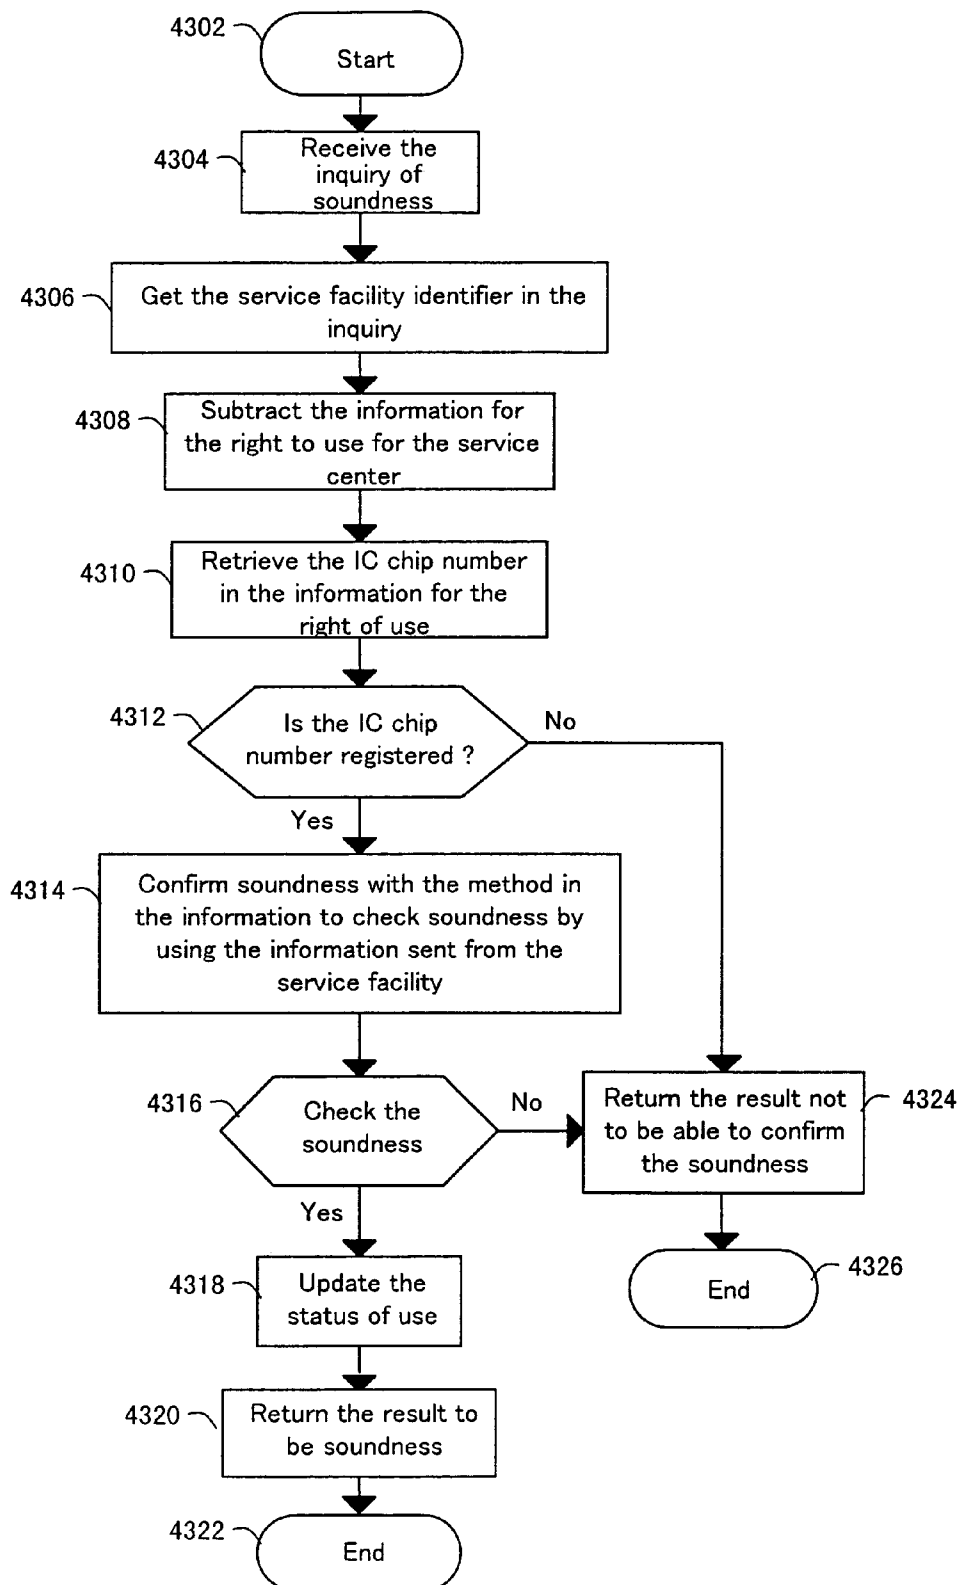 4302
Start
4304
Receive the
inquiry of
soundness
4306
Get the service facility identifier in the
inquiry
4308
Subtract the information for
the right to use for the service
center
4310
Retrieve the IC chip number
in the information for the
right of use
4312
Is the IC chip
number registered ?
No
Yes
4314
Confirm soundness with the method in
the information to check soundness by
using the information sent from the
service facility
4316
Check the
soundness
No
Return the result not
to be able to confirm
the soundness
4324
Yes
4318
Update the
status of use
End
4326
4320
Return the result to
be soundness
4322
End